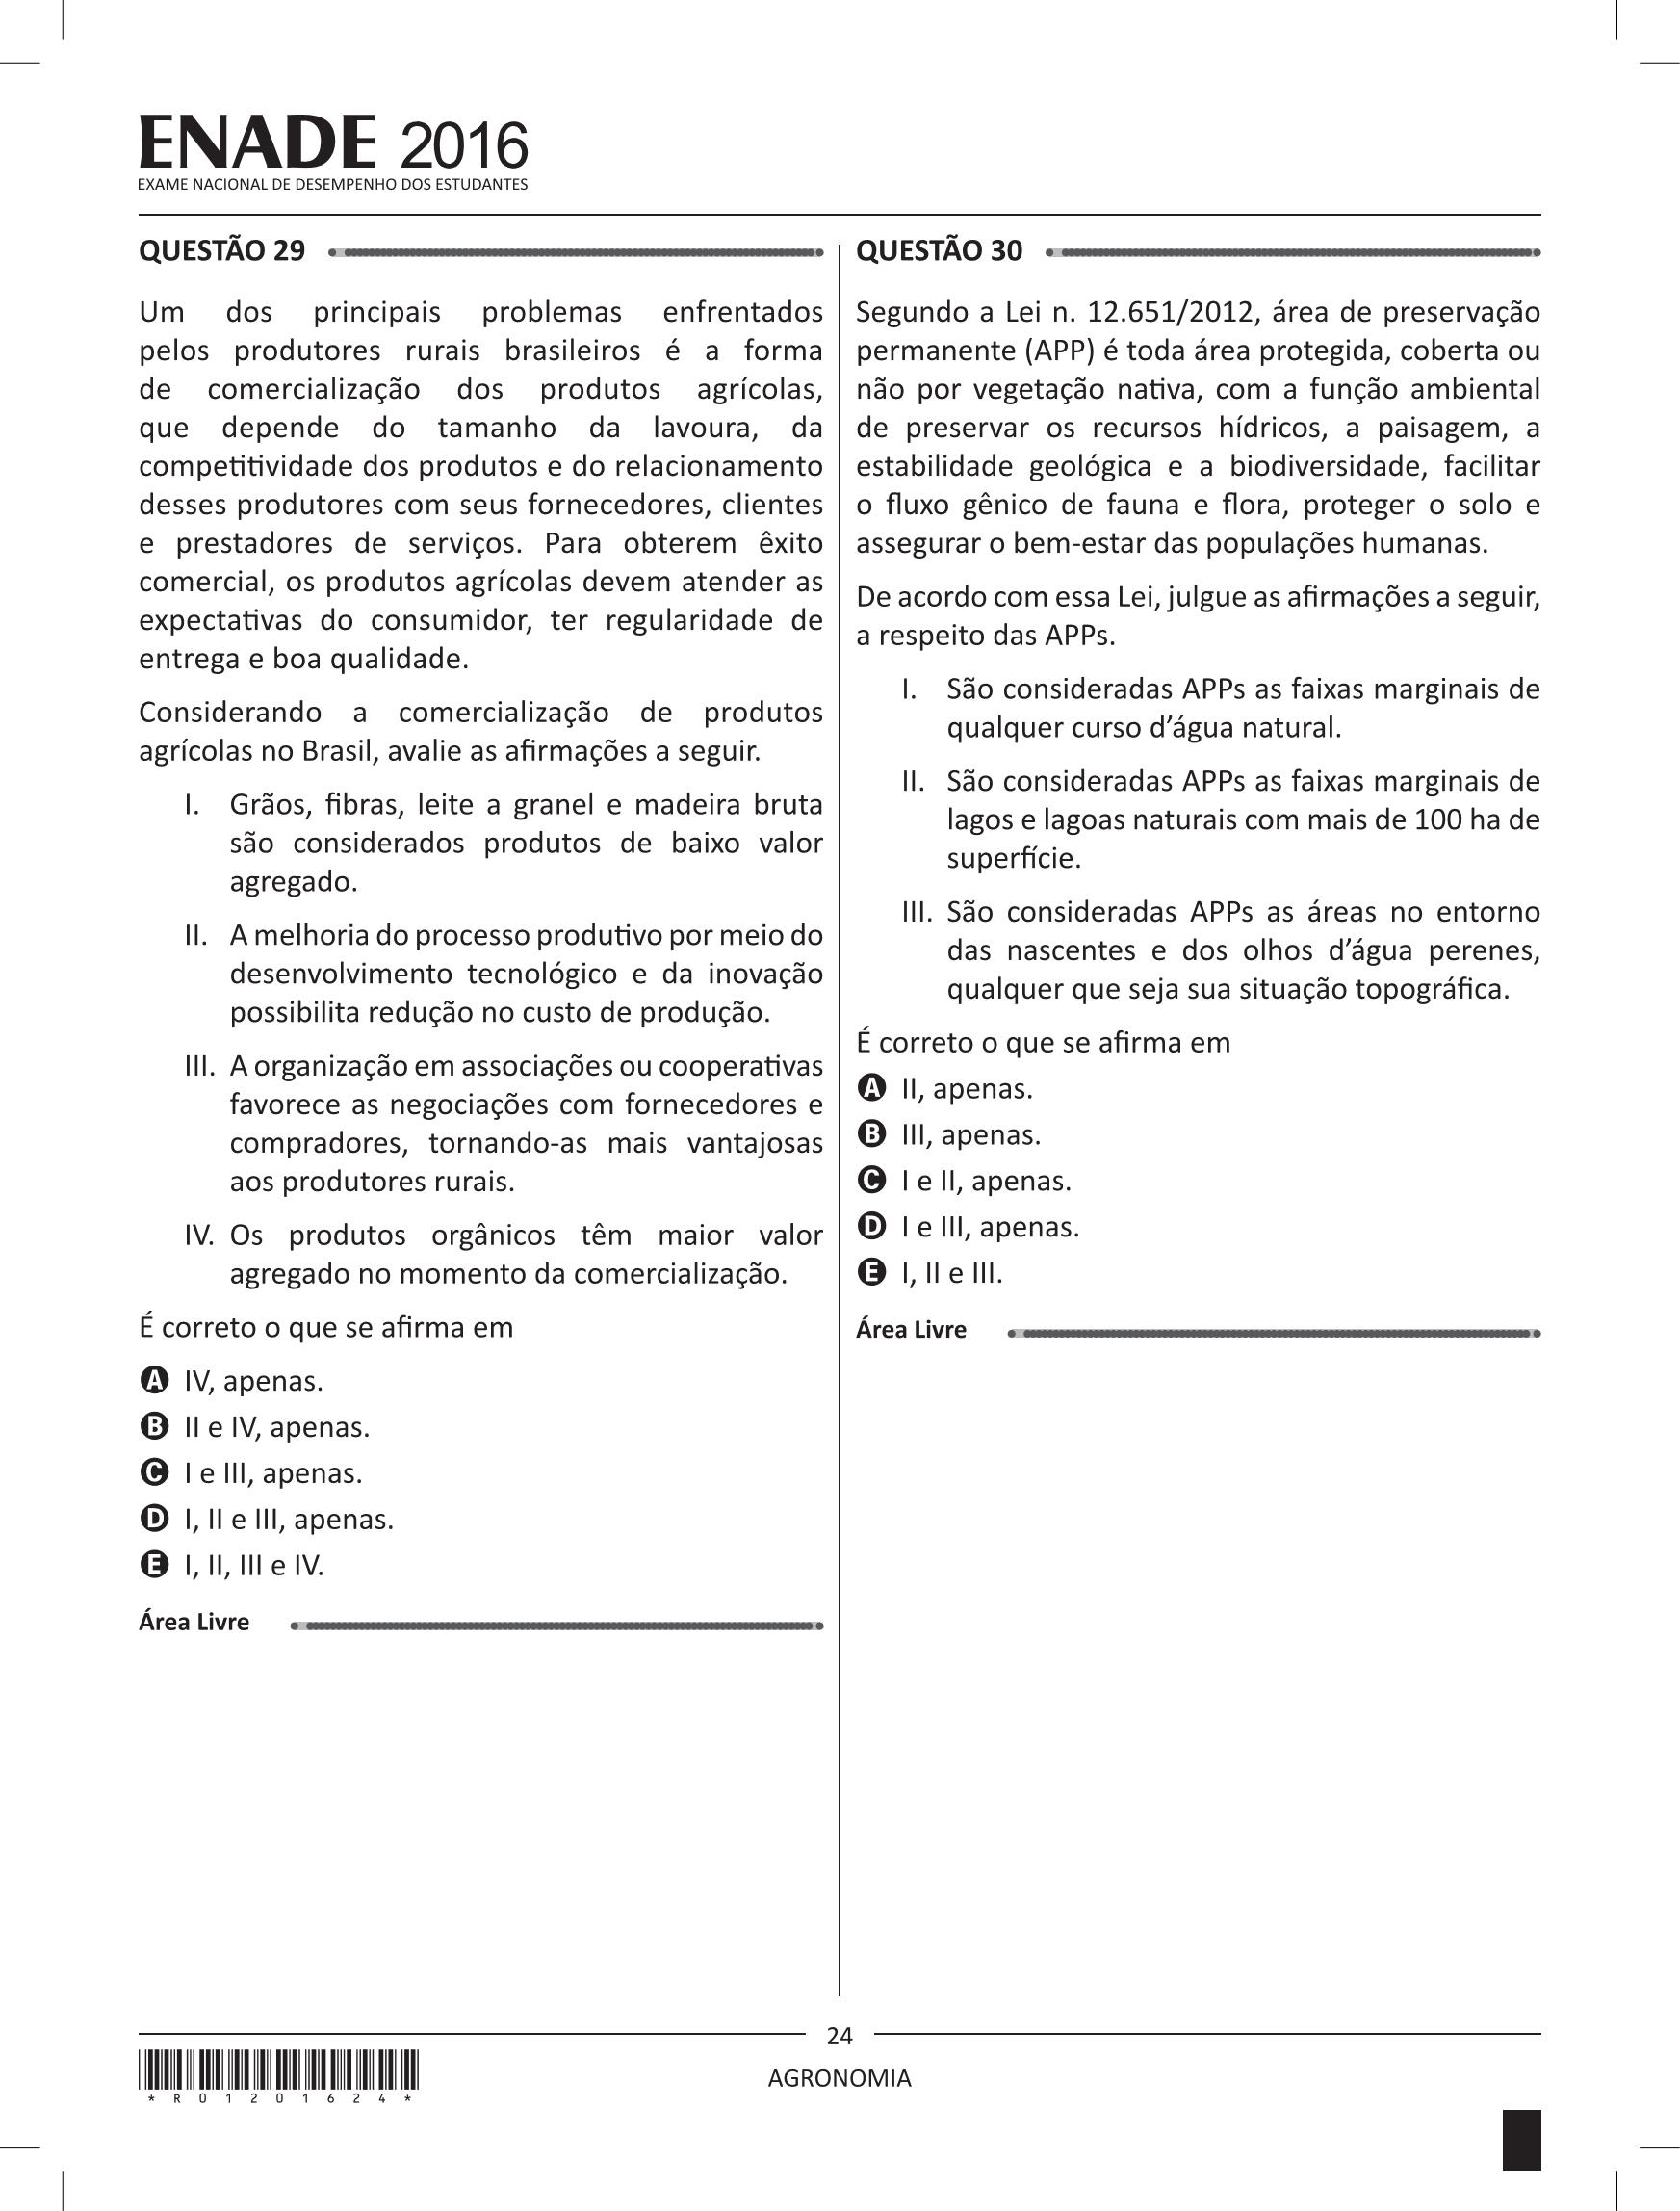 ENADE 2016
EXAME NACIONAL DE DESEMPENHO DOS ESTUDANTES
QUESTÃO 29
Um dos principais problemas enfrentados
pelos produtores rurais brasileiros é a forma
de comercialização dos produtos agrícolas,
que depende do tamanho da lavoura, da
competitividade dos produtos e do relacionamento
desses produtores com seus fornecedores, clientes
e prestadores de serviços. Para obterem êxito
comercial, os produtos agrícolas devem atender as
expectativas do consumidor, ter regularidade de
entrega e boa qualidade.
Considerando a comercialização de produtos
agrícolas no Brasil, avalie as afirmações a seguir.
I. Grãos, fibras, leite a granel e madeira bruta
são considerados produtos de baixo valor
agregado.
II. A melhoria do processo produtivo por meio do
desenvolvimento tecnológico e da inovação
possibilita redução no custo de produção.
III. A organização em associações ou cooperativas
favorece as negociações com fornecedores e
compradores, tornando-as mais vantajosas
aos produtores rurais.
IV. Os produtos orgânicos têm maior valor
agregado no momento da comercialização.
É correto o que se afirma em
A IV, apenas.
B II e IV, apenas.
C I e III, apenas.
D I, II e III, apenas.
E I, II, III e IV.
Área Livre
QUESTÃO 30
Segundo a Lei n. 12.651/2012, área de preservação
permanente (APP) é toda área protegida, coberta ou
não por vegetação nativa, com a função ambiental
de preservar os recursos hídricos, a paisagem, a
estabilidade geológica e a biodiversidade, facilitar
o fluxo gênico de fauna e flora, proteger o solo e
assegurar o bem-estar das populações humanas.
De acordo com essa Lei, julgue as afirmações a seguir,
a respeito das APPs.
I. São consideradas APPs as faixas marginais de
qualquer curso d’água natural.
II. São consideradas APPs as faixas marginais de
lagos e lagoas naturais com mais de 100 ha de
superfície.
III. São consideradas APPs as áreas no entorno
das nascentes e dos olhos d’água perenes,
qualquer que seja sua situação topográfica.
É correto o que se afirma em
A II, apenas.
B III, apenas.
C I e II, apenas.
D I e III, apenas.
E I, II e III.
Área Livre
24
AGRONOMIA
* R 0 1 2 0 1 6 2 4 *